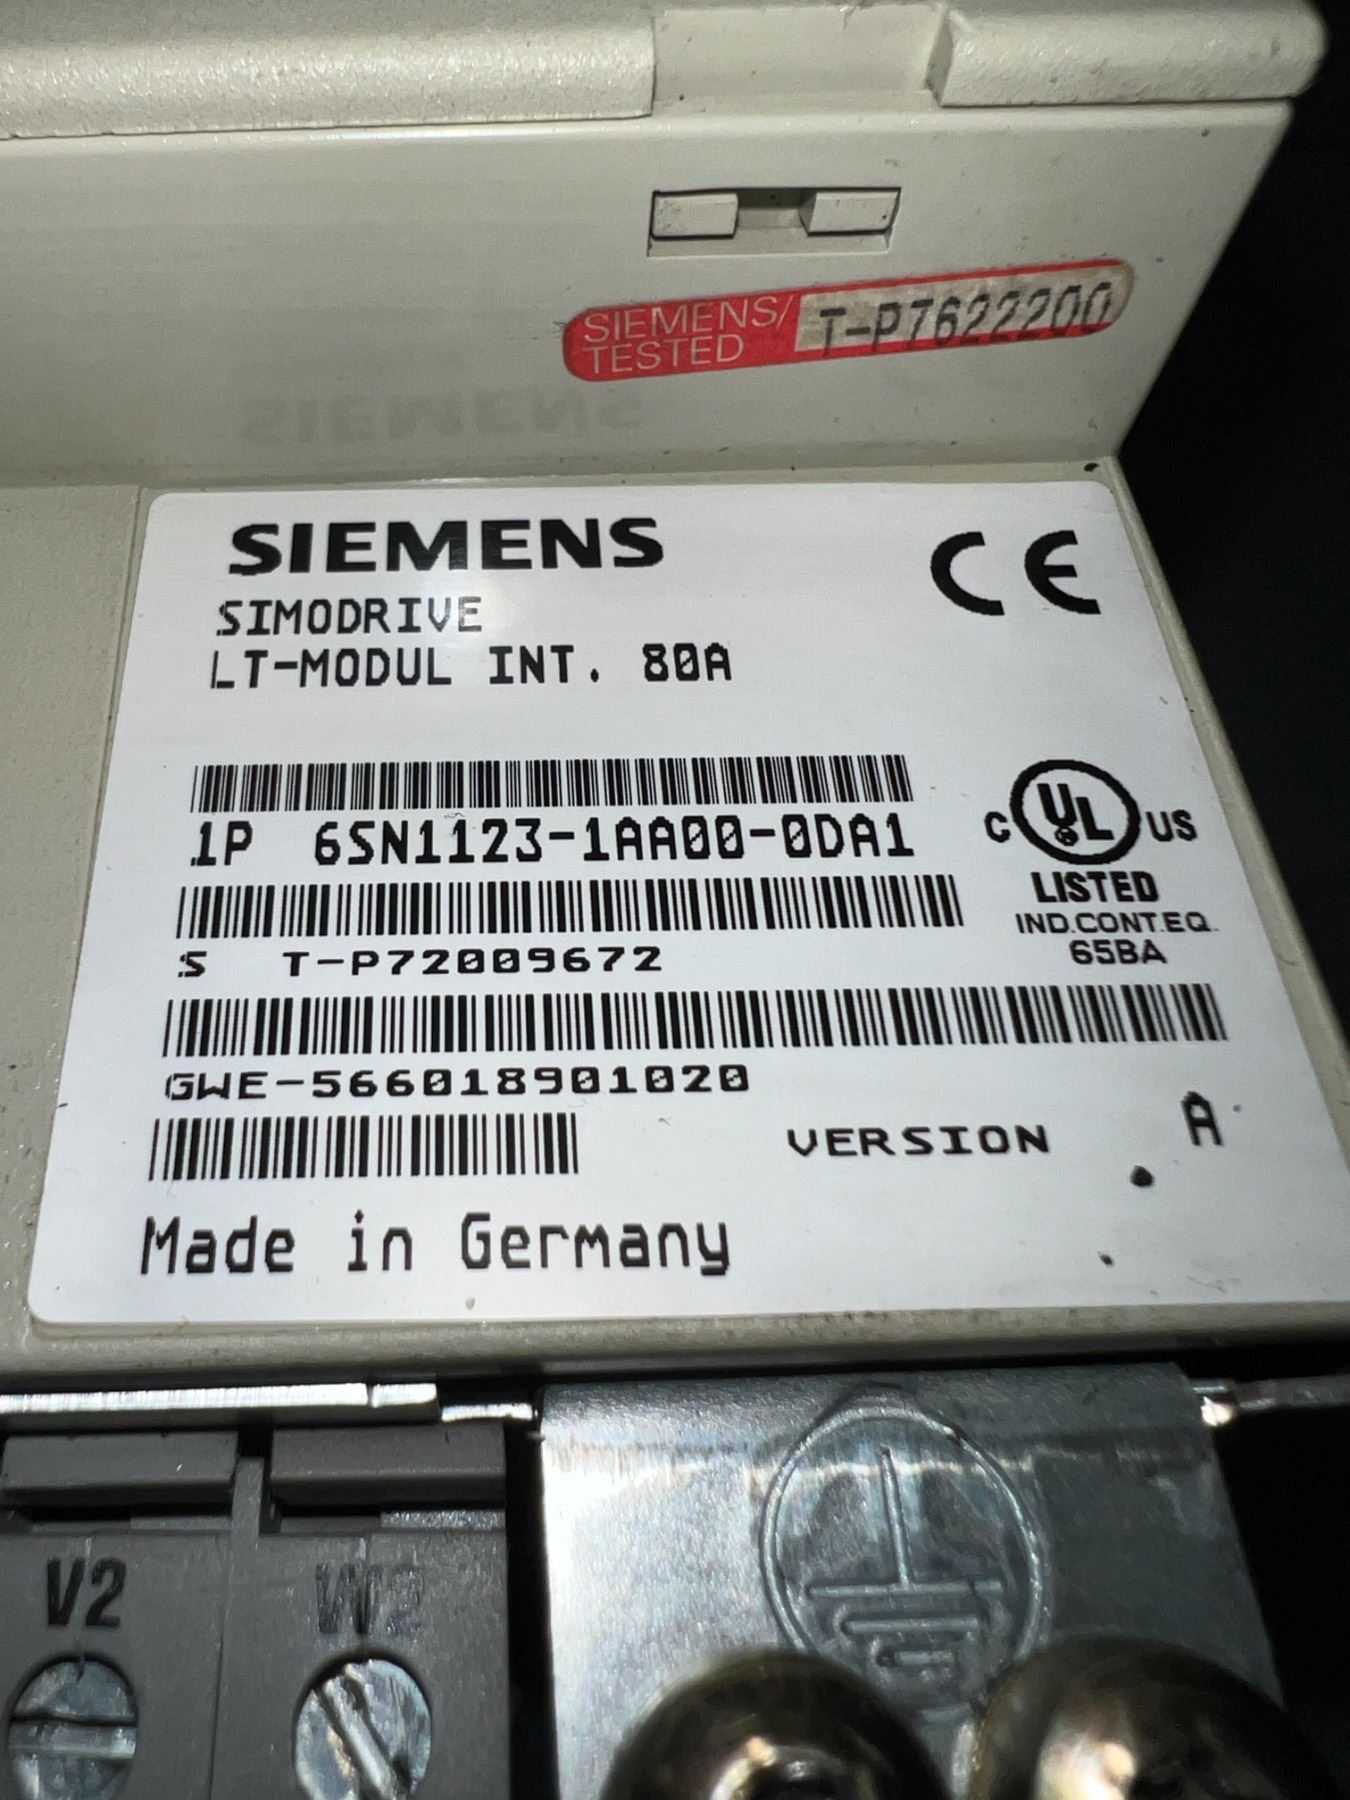 SIEMENS/
TESTED
T-P7622200
SIEMENS
CE
SIMODRIVE
LT-MODUL INT. 80A
1P 6SN1123-1AA00-0DA1
C UL US
LISTED
IND.CONT.EQ.
65BA
S T-P72009672
GWE-566018901020
VERSION A
Made in Germany
V2
W2